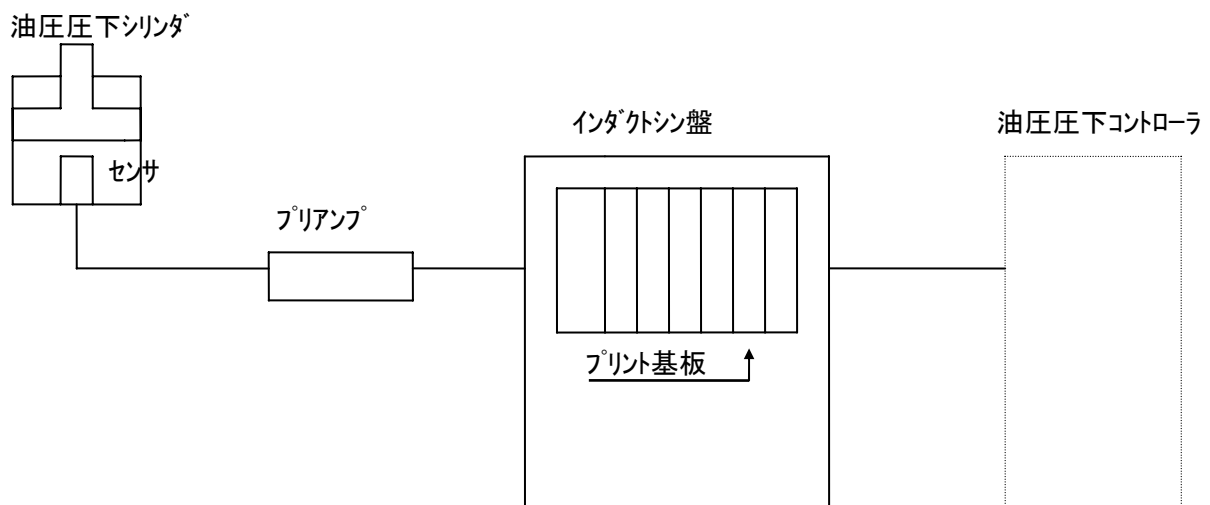 油圧圧下シリンダ
センサ
プリアンプ
インダクトシン盤
プリント基板
油圧圧下コントローラ